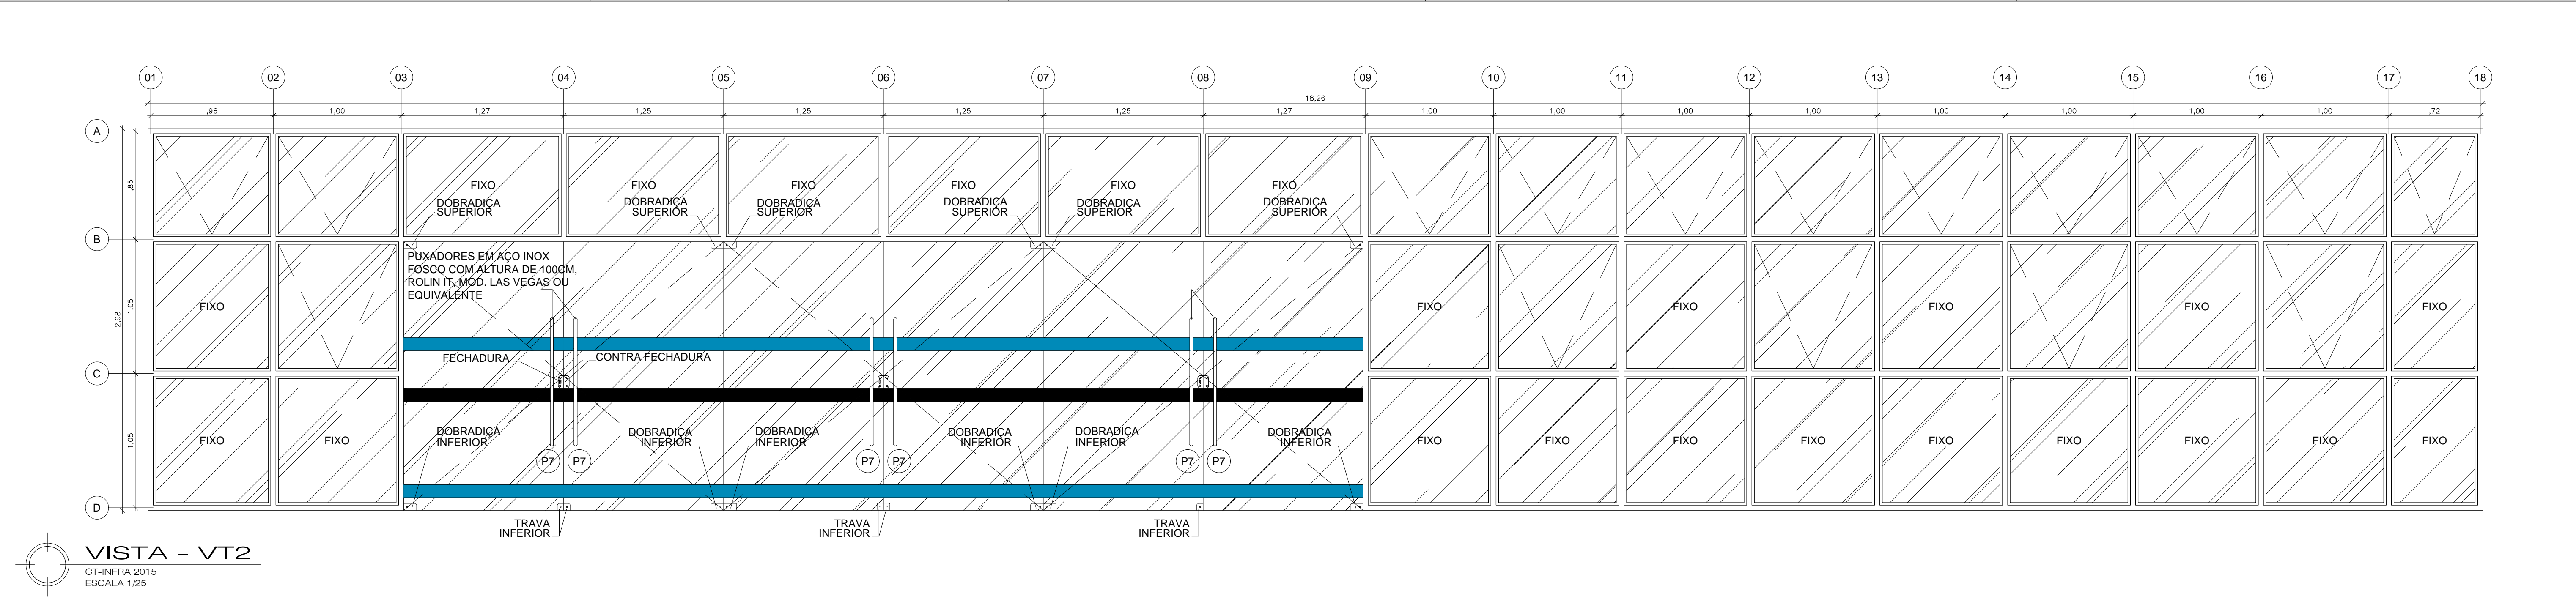 01 02 03 04 05 06 07 08 09 10 11 12 13 14 15 16 17 18
18,26
,96 1,00 1,27 1,25 1,25 1,25 1,25 1,27 1,00 1,00 1,00 1,00 1,00 1,00 1,00 1,00 ,72
A
,85
FIXO FIXO FIXO FIXO FIXO FIXO
DOBRADIÇA DOBRADIÇA DOBRADIÇA DOBRADIÇA DOBRADIÇA DOBRADIÇA
SUPERIOR SUPERIOR SUPERIOR SUPERIOR SUPERIOR SUPERIOR
B
PUXADORES EM AÇO INOX
FOSCO COM ALTURA DE 100CM,
ROLIN IT. MOD. LAS VEGAS OU
EQUIVALENTE
2,98
1,05
FIXO FIXO FIXO FIXO FIXO FIXO
FECHADURA CONTRA FECHADURA
C
1,05
DOBRADIÇA DOBRADIÇA DOBRADIÇA DOBRADIÇA DOBRADIÇA DOBRADIÇA
INFERIOR INFERIOR INFERIOR INFERIOR INFERIOR INFERIOR
FIXO FIXO FIXO FIXO FIXO FIXO FIXO FIXO FIXO FIXO FIXO
P7 P7 P7 P7 P7 P7
D
TRAVA TRAVA TRAVA
INFERIOR INFERIOR INFERIOR
VISTA - VT2
CT-INFRA 2015
ESCALA 1/25